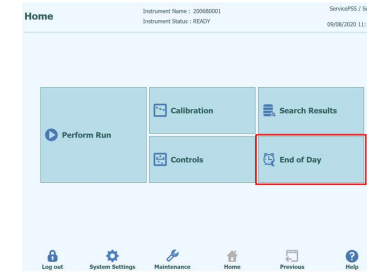 Home
Instrument Name : 200680001
Instrument Status : READY
ServicePSS /
09/08/2020 11:
Calibration
Search Results
Perform Run
Controls
End of Day
Log out
System Settings
Maintenance
Home
Previous
Help